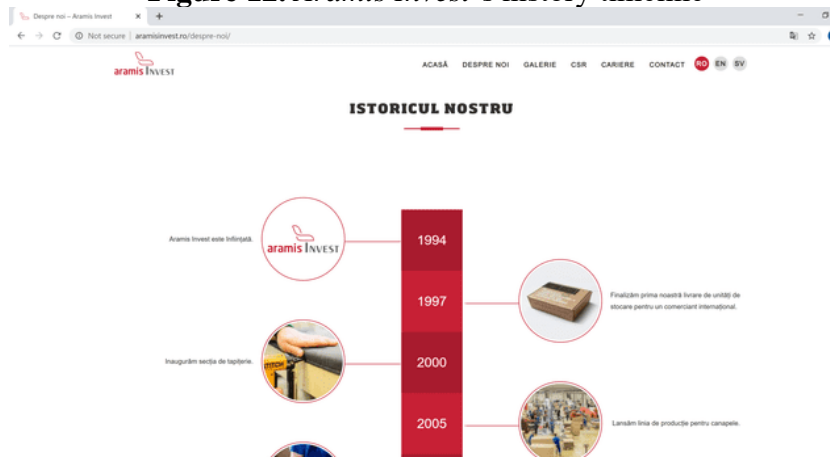 Despre noi – Aramis Invest
Not secure | aramisinvest.ro/despre-noi/
aramis INVEST
ACASĂ DESPRE NOI GALERIE CSR CARIERE CONTACT RO EN SV
ISTORICUL NOSTRU
Aramis Invest este înființată.
aramis INVEST
1994
1997
Finalizăm prima noastră livrare de unități de
stocare pentru un comerciant internațional.
Inaugurăm secția de tapițerie.
2000
2005
Lansăm linia de producție pentru canapele.